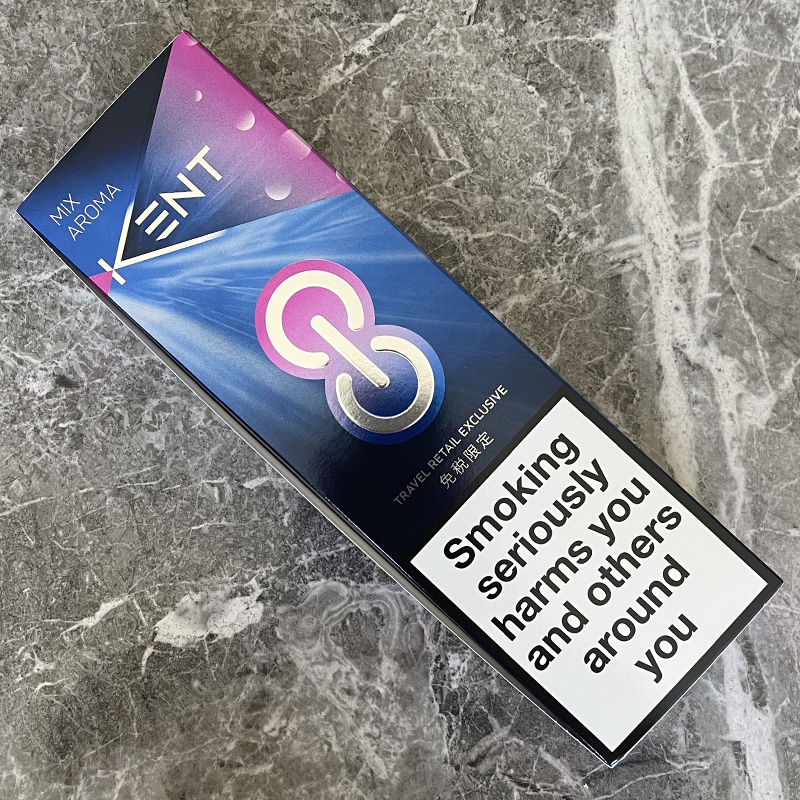 MIX
AROMA
KENT
TRAVEL RETAIL EXCLUSIVE
免税限定
Smoking
seriously
harms you
and others
around
you